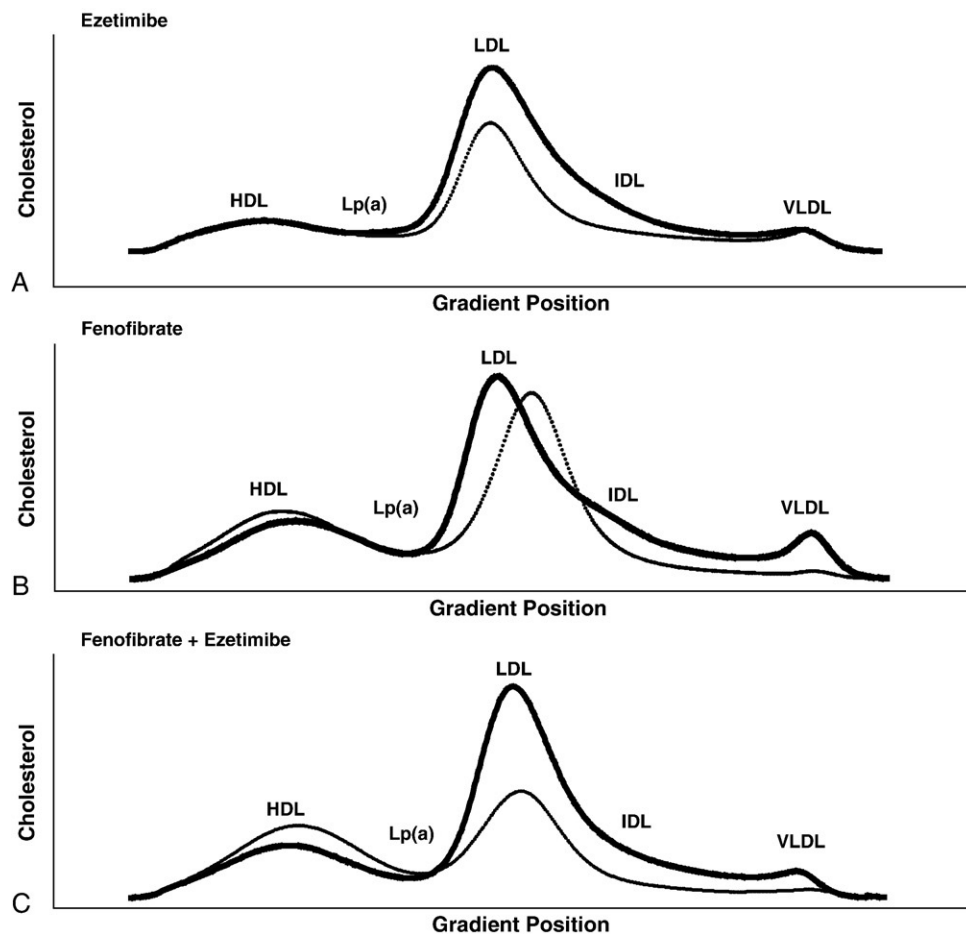 Ezetimibe
LDL
Cholesterol
HDL
Lp(a)
IDL
VLDL
A
Gradient Position
Fenofibrate
LDL
Cholesterol
HDL
Lp(a)
IDL
VLDL
B
Gradient Position
Fenofibrate + Ezetimibe
LDL
Cholesterol
HDL
Lp(a)
IDL
VLDL
C
Gradient Position